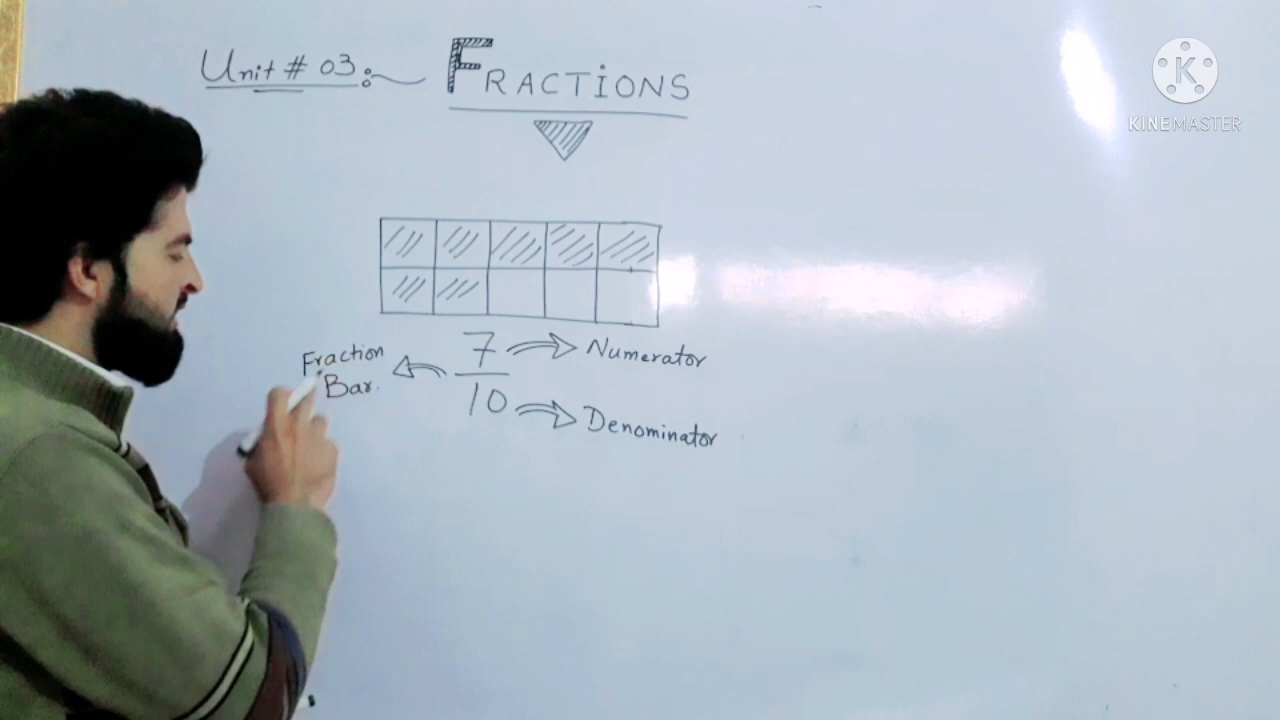 Unit # 03:~ FRACTIONS
7 Numerator
Fraction
Bar.
10 Denominator
K
KINEMASTER